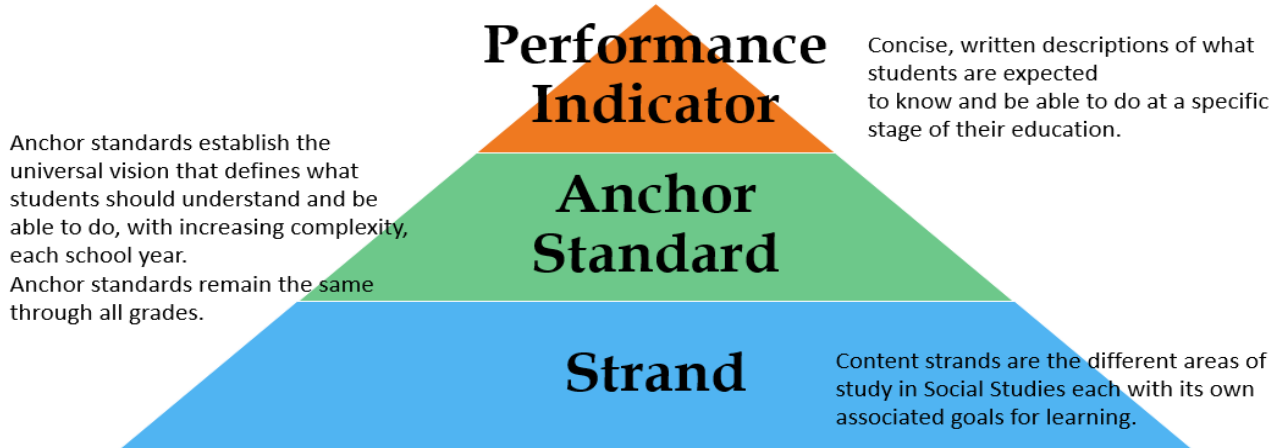 Performance
Indicator
Concise, written descriptions of what
students are expected
to know and be able to do at a specific
stage of their education.
Anchor standards establish the
universal vision that defines what
students should understand and be
able to do, with increasing complexity,
each school year.
Anchor standards remain the same
through all grades.
Anchor
Standard
Strand
Content strands are the different areas of
study in Social Studies each with its own
associated goals for learning.